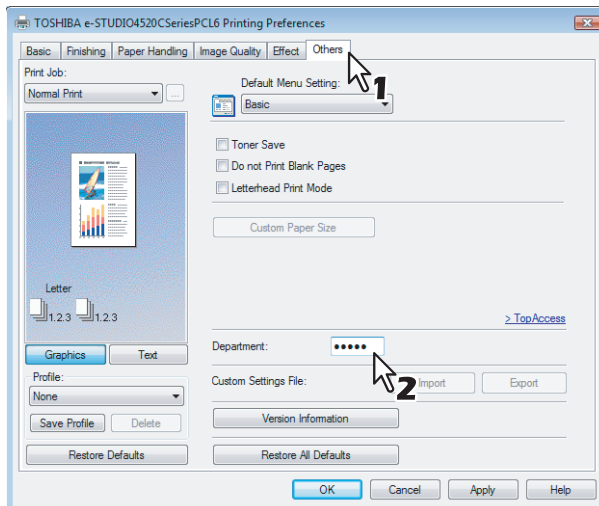 TOSHIBA e-STUDIO4520CSeriesPCL6 Printing Preferences
Basic Finishing Paper Handling Image Quality Effect Others
1
Print Job:
Normal Print
...
Default Menu Setting:
Basic
Toner Save
Do not Print Blank Pages
Letterhead Print Mode
Custom Paper Size
Letter
1.2.3 1.2.3
> TopAccess
Graphics Text
Department: •••••
2
Profile:
None
Custom Settings File: Import Export
Save Profile Delete
Version Information
Restore Defaults
Restore All Defaults
OK Cancel Apply Help